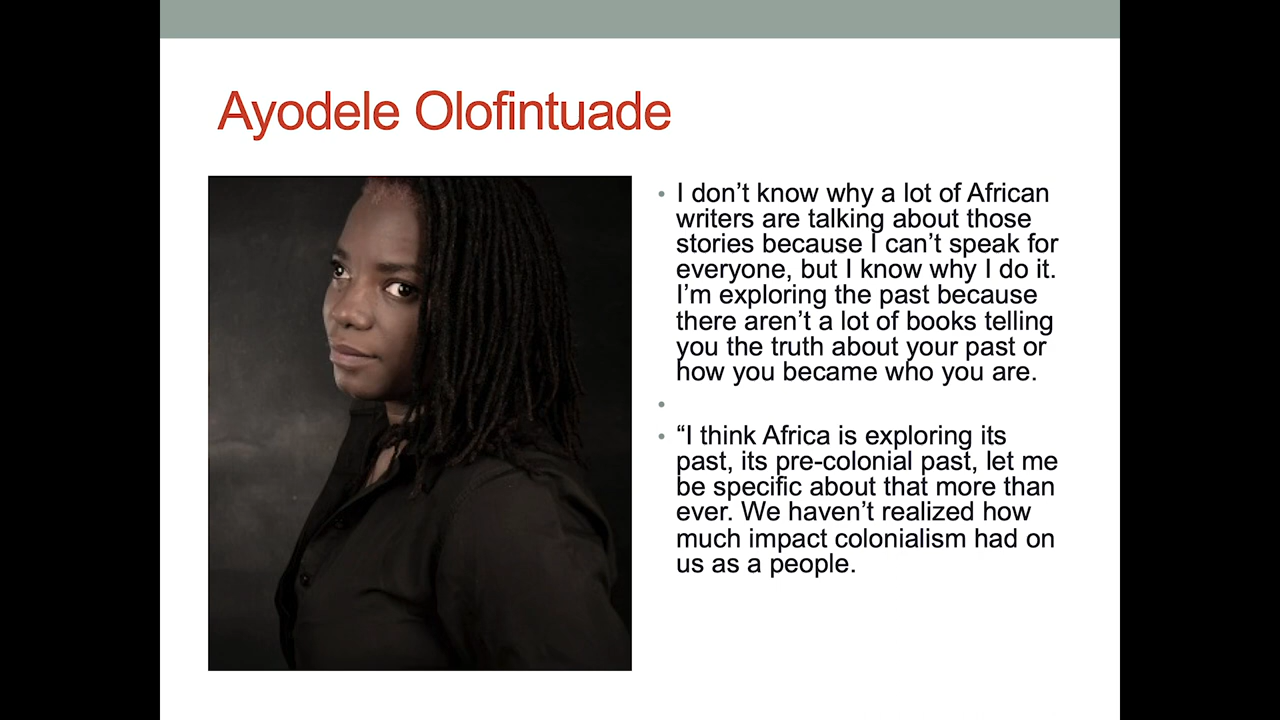 Ayodele Olofintuade
• I don’t know why a lot of African
writers are talking about those
stories because I can’t speak for
everyone, but I know why I do it.
I’m exploring the past because
there aren’t a lot of books telling
you the truth about your past or
how you became who you are.
•
• “I think Africa is exploring its
past, its pre-colonial past, let me
be specific about that more than
ever. We haven’t realized how
much impact colonialism had on
us as a people.